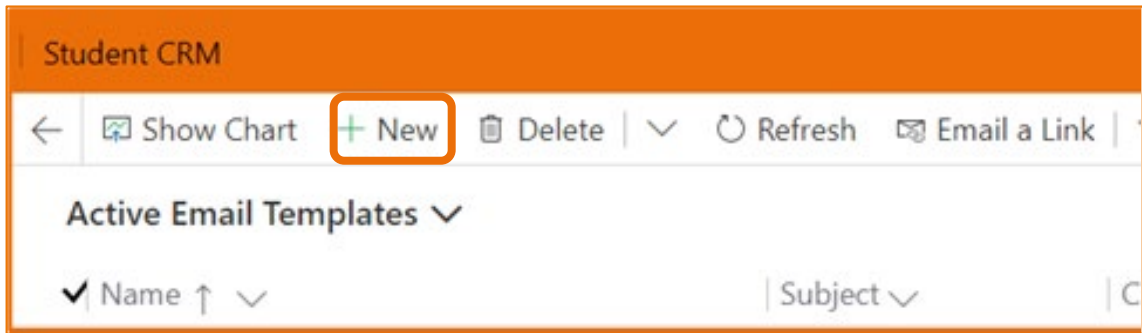 Student CRM
Show Chart + New Delete Refresh Email a Link
Active Email Templates
Name ↑ Subject C